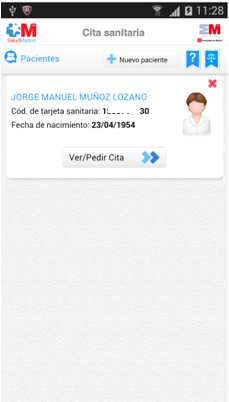 11:28
SaludMadrid
Cita sanitaria
Pacientes
Nuevo paciente
JORGE MANUEL MUÑOZ LOZANO
Cód. de tarjeta sanitaria: 30
Fecha de nacimiento: 23/04/1954
Ver/Pedir Cita